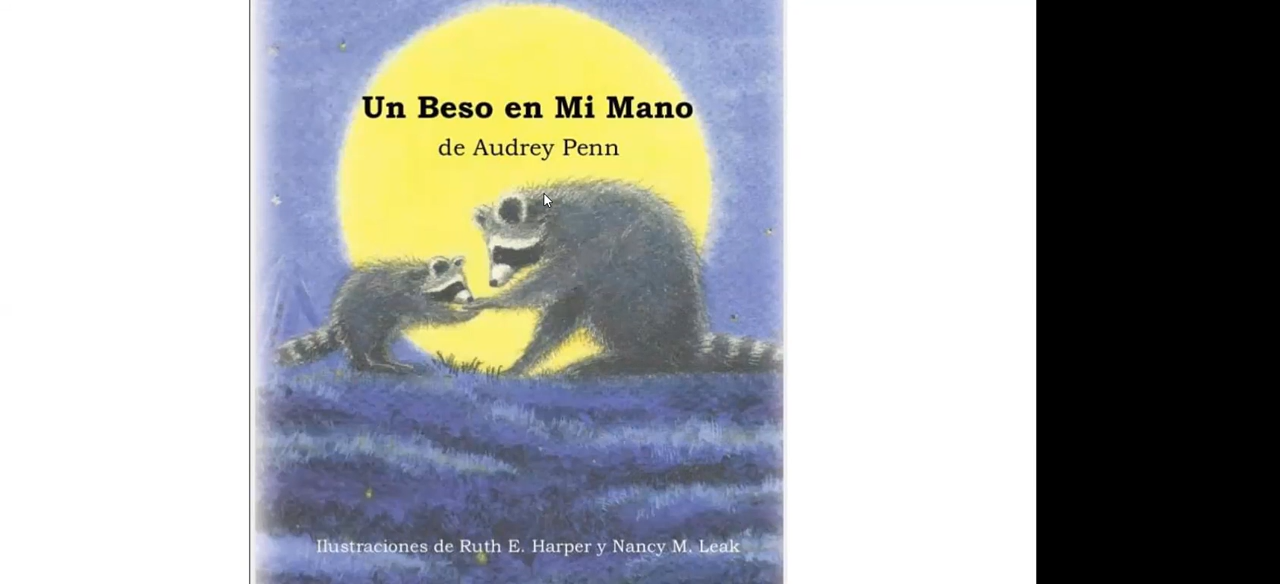 Un Beso en Mi Mano
de Audrey Penn
Ilustraciones de Ruth E. Harper y Nancy M. Leak